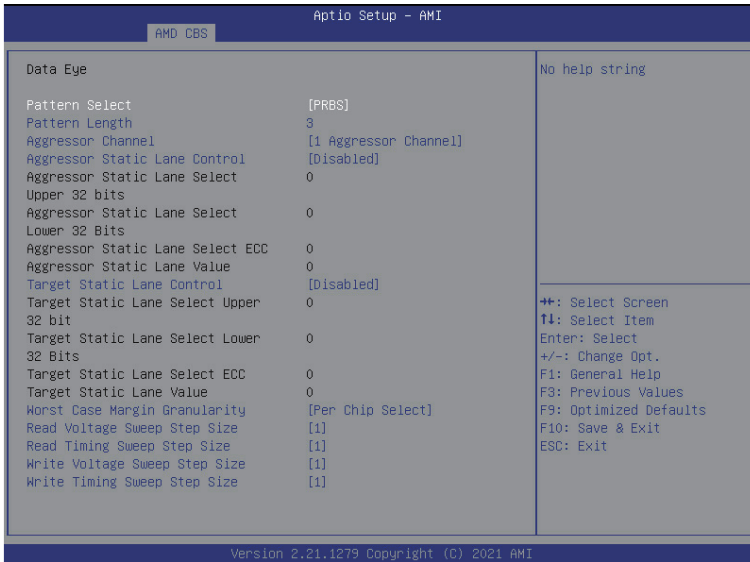 Aptio Setup – AMI
AMD CBS
Data Eye
Pattern Select [PRBS]
Pattern Length 3
Aggressor Channel [1 Aggressor Channel]
Aggressor Static Lane Control [Disabled]
Aggressor Static Lane Select 0
Upper 32 bits
Aggressor Static Lane Select 0
Lower 32 Bits
Aggressor Static Lane Select ECC 0
Aggressor Static Lane Value 0
Target Static Lane Control [Disabled]
Target Static Lane Select Upper 0
32 bit
Target Static Lane Select Lower 0
32 Bits
Target Static Lane Select ECC 0
Target Static Lane Value 0
Worst Case Margin Granularity [Per Chip Select]
Read Voltage Sweep Step Size [1]
Read Timing Sweep Step Size [1]
Write Voltage Sweep Step Size [1]
Write Timing Sweep Step Size [1]
No help string
→←: Select Screen
↑↓: Select Item
Enter: Select
+/-: Change Opt.
F1: General Help
F3: Previous Values
F9: Optimized Defaults
F10: Save & Exit
ESC: Exit
Version 2.21.1279 Copyright (C) 2021 AMI